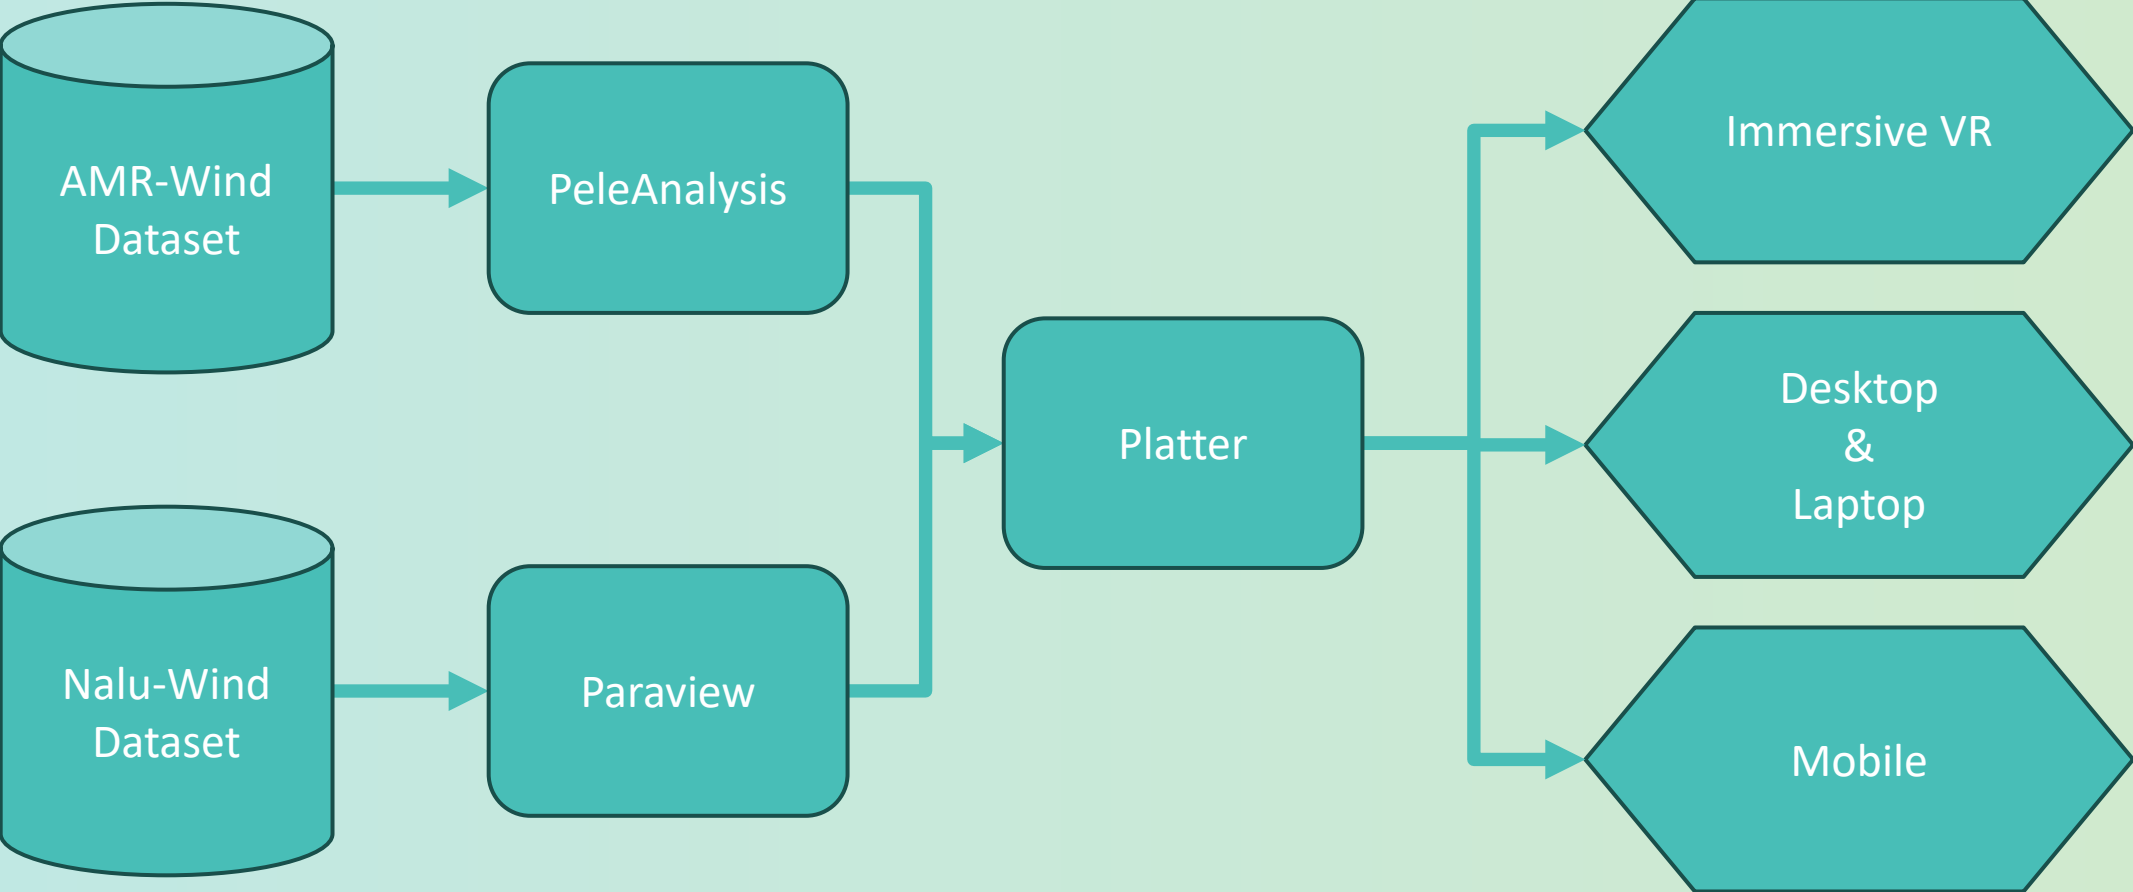 AMR-Wind
Dataset
PeleAnalysis
Nalu-Wind
Dataset
Paraview
Platter
Immersive VR
Desktop
&
Laptop
Mobile